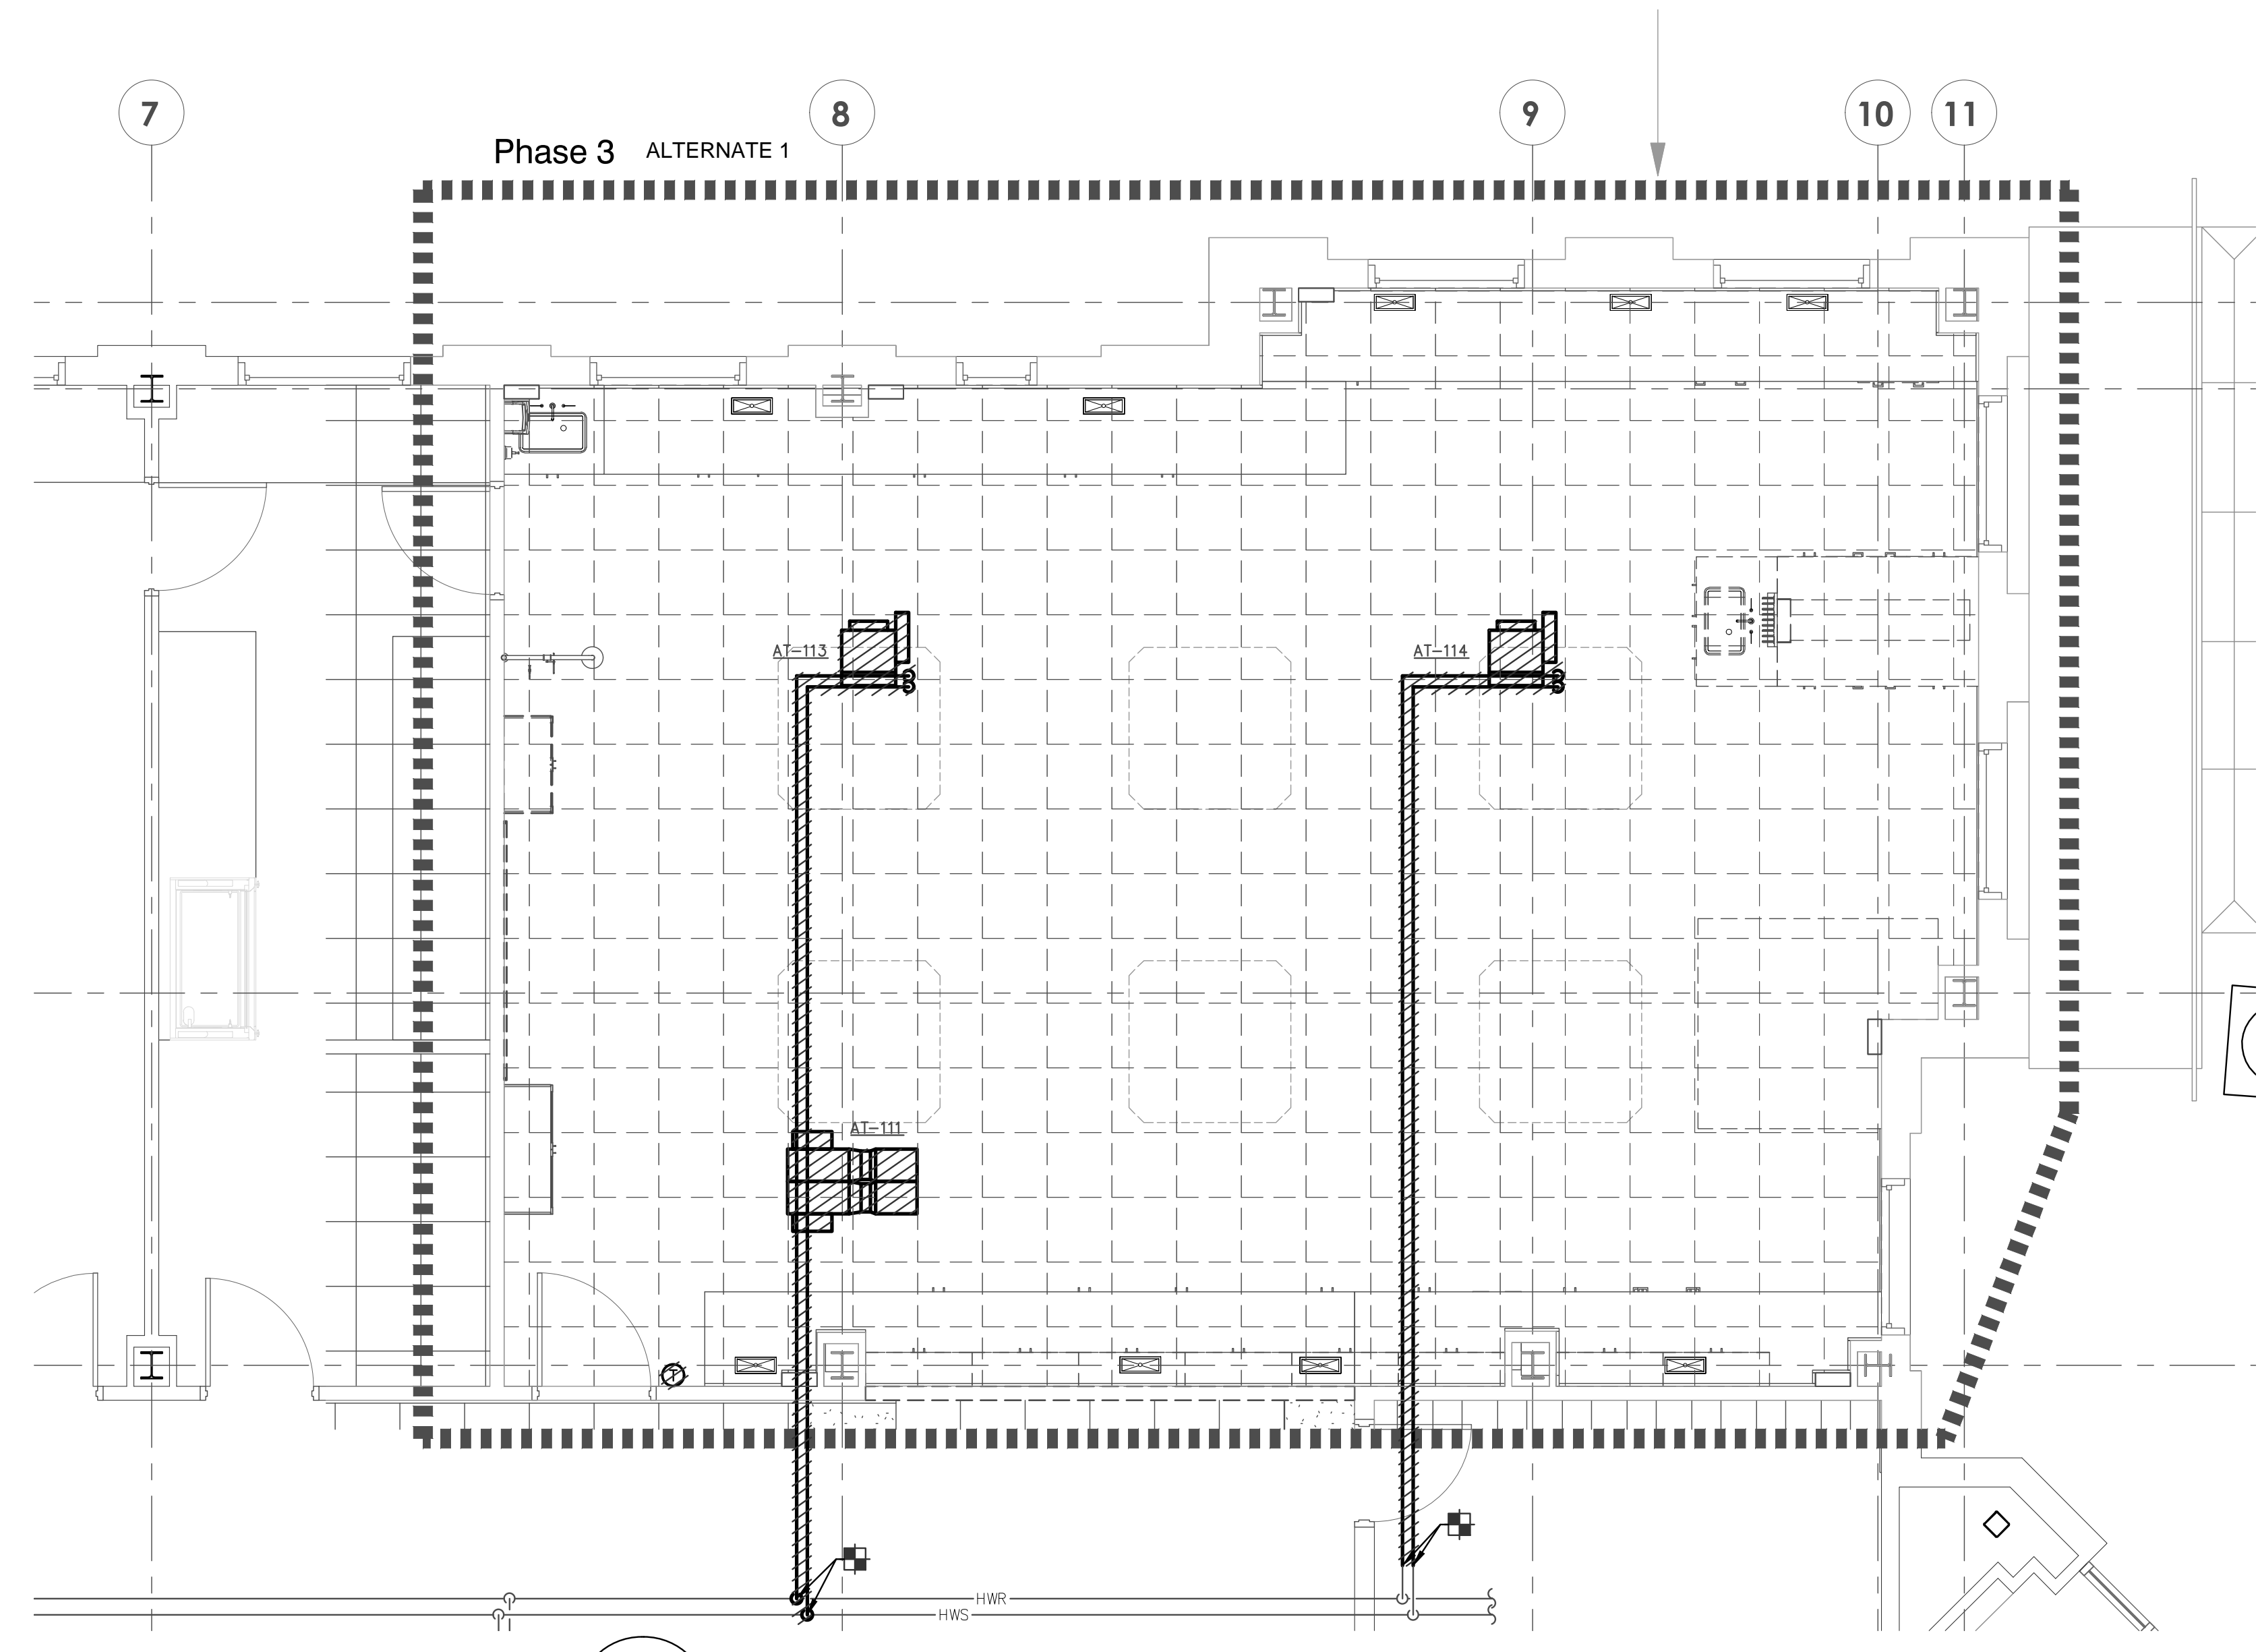 7
8
9
10
11
Phase 3 ALTERNATE 1
AT-113
AT-114
AT-111
T
HWR
HWS